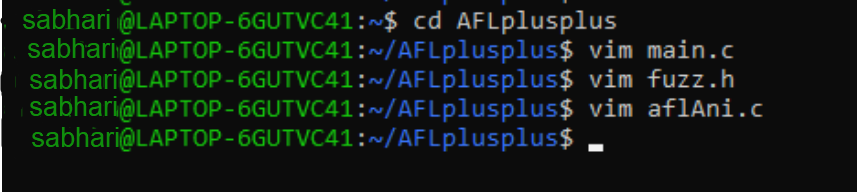 sabhari@LAPTOP-6GUTVC41:~$ cd AFLplusplus
sabhari@LAPTOP-6GUTVC41:~/AFLplusplus$ vim main.c
sabhari@LAPTOP-6GUTVC41:~/AFLplusplus$ vim fuzz.h
sabhari@LAPTOP-6GUTVC41:~/AFLplusplus$ vim aflAni.c
sabhari@LAPTOP-6GUTVC41:~/AFLplusplus$